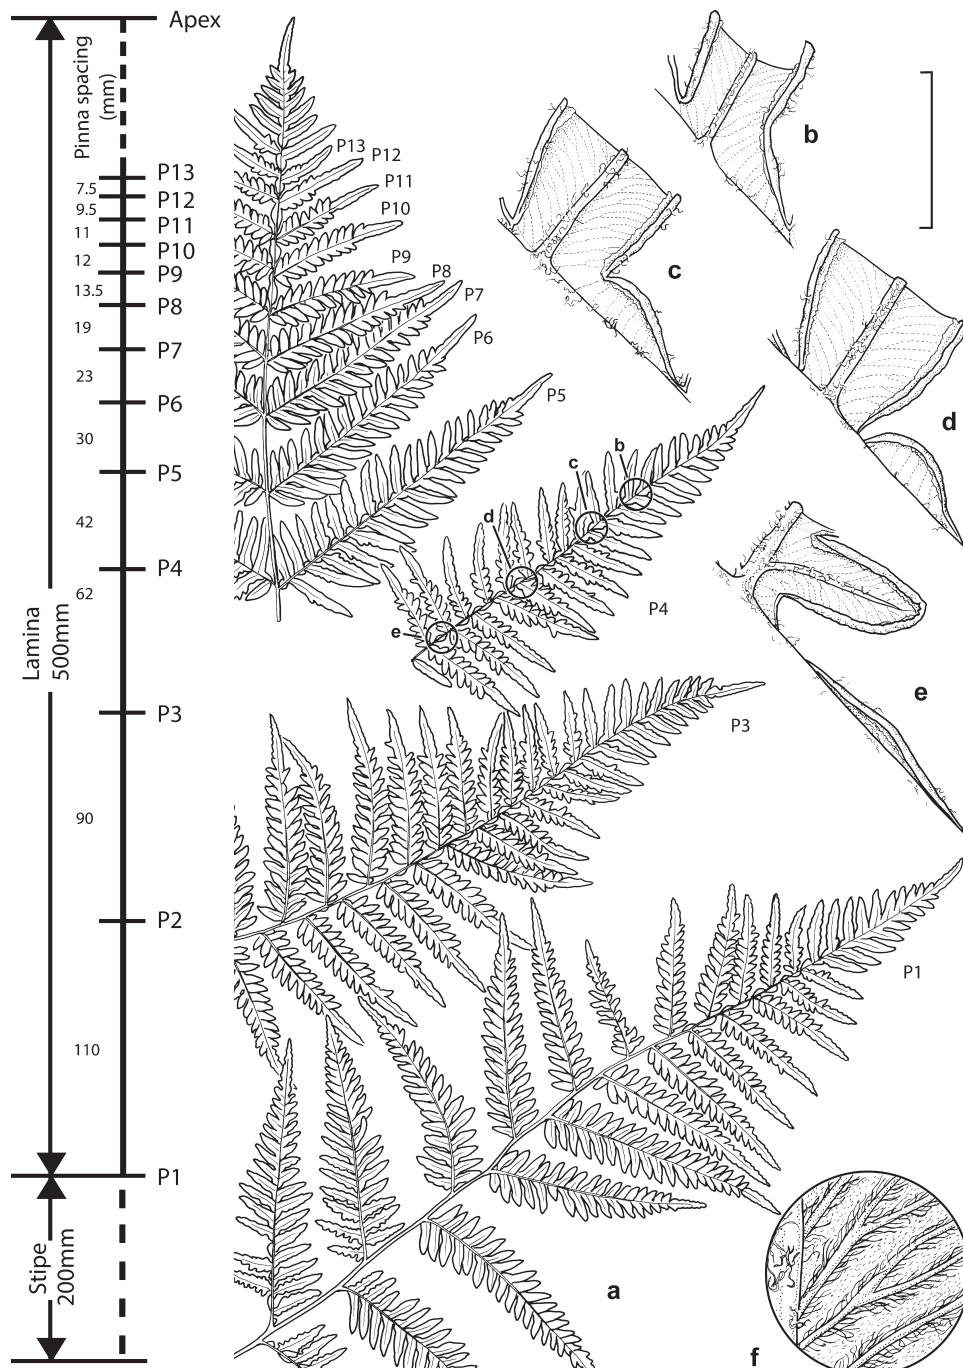 Apex
Pinna spacing
(mm)
P13
7.5
P12
9.5
P11
11
P10
12
P9
13.5
P8
19
P7
23
P6
30
P5
42
P4
62
P3
90
P2
110
P1
Lamina
500mm
Stipe
200mm
P13
P12
P11
P10
P9
P8
P7
P6
P5
P4
P3
P1
b
c
d
e
a
b
c
d
e
f